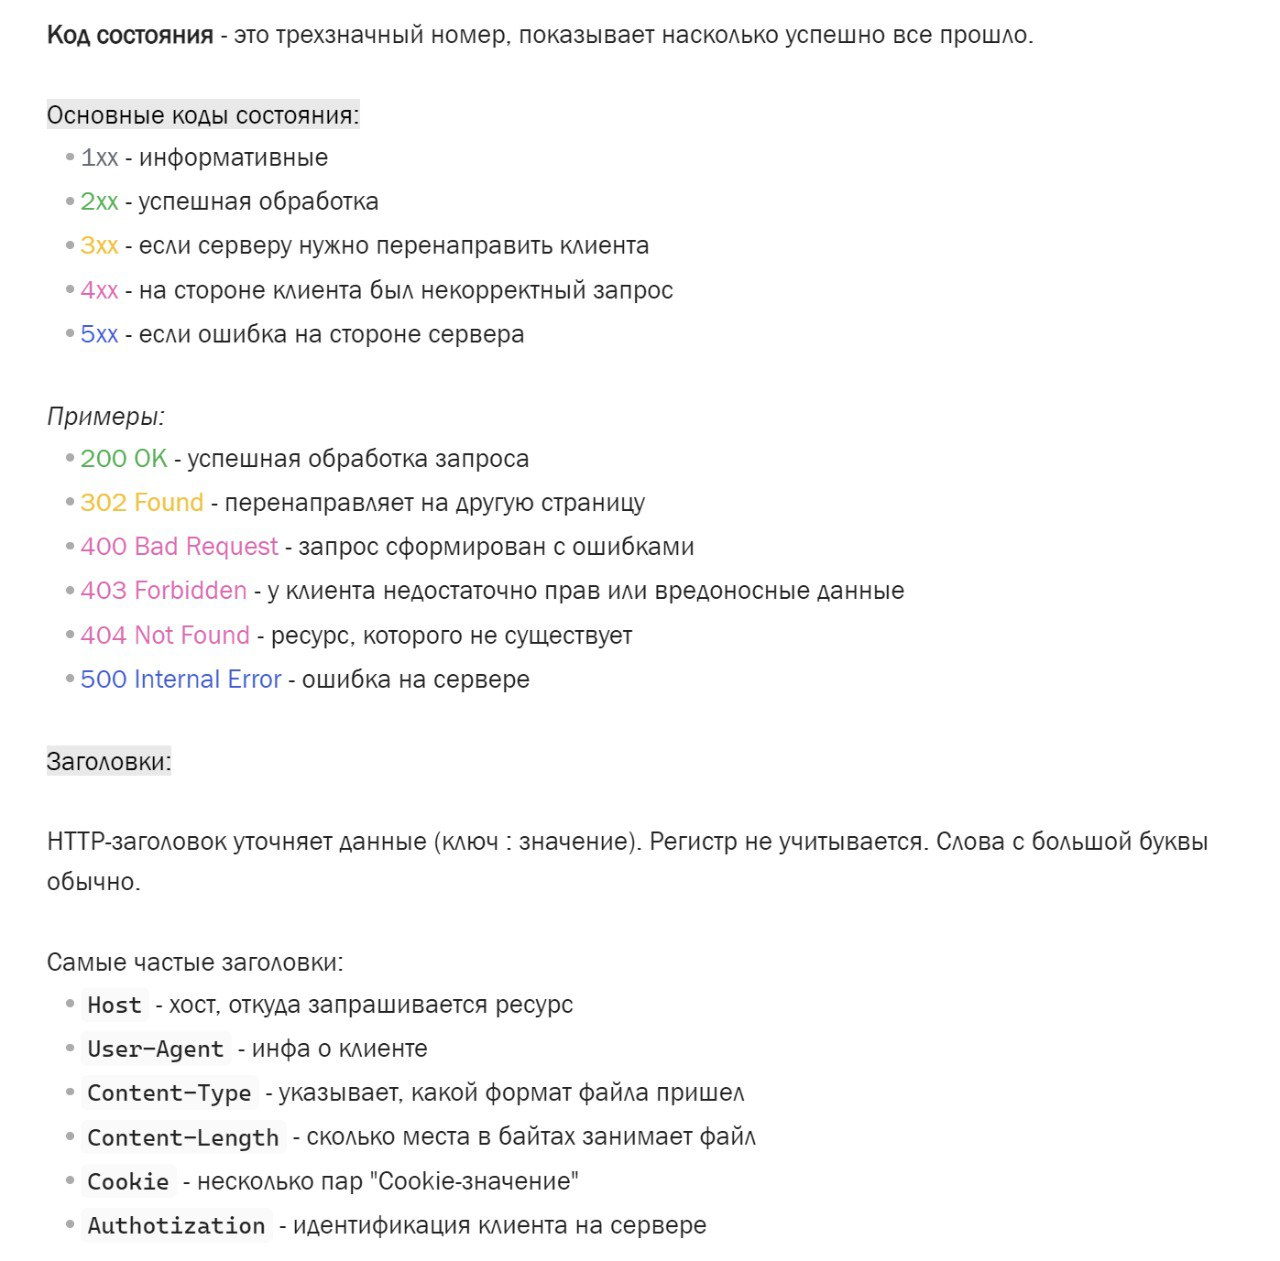 Код состояния - это трехзначный номер, показывает насколько успешно все прошло.
Основные коды состояния:
1xx - информативные
2xx - успешная обработка
3xx - если серверу нужно перенаправить клиента
4xx - на стороне клиента был некорректный запрос
5xx - если ошибка на стороне сервера
Примеры:
200 OK - успешная обработка запроса
302 Found - перенаправляет на другую страницу
400 Bad Request - запрос сформирован с ошибками
403 Forbidden - у клиента недостаточно прав или вредоносные данные
404 Not Found - ресурс, которого не существует
500 Internal Error - ошибка на сервере
Заголовки:
HTTP-заголовок уточняет данные (ключ : значение). Регистр не учитывается. Слова с большой буквы
обычно.
Самые частые заголовки:
Host - хост, откуда запрашивается ресурс
User-Agent - инфа о клиенте
Content-Type - указывает, какой формат файла пришел
Content-Length - сколько места в байтах занимает файл
Cookie - несколько пар "Cookie-значение"
Authotization - идентификация клиента на сервере